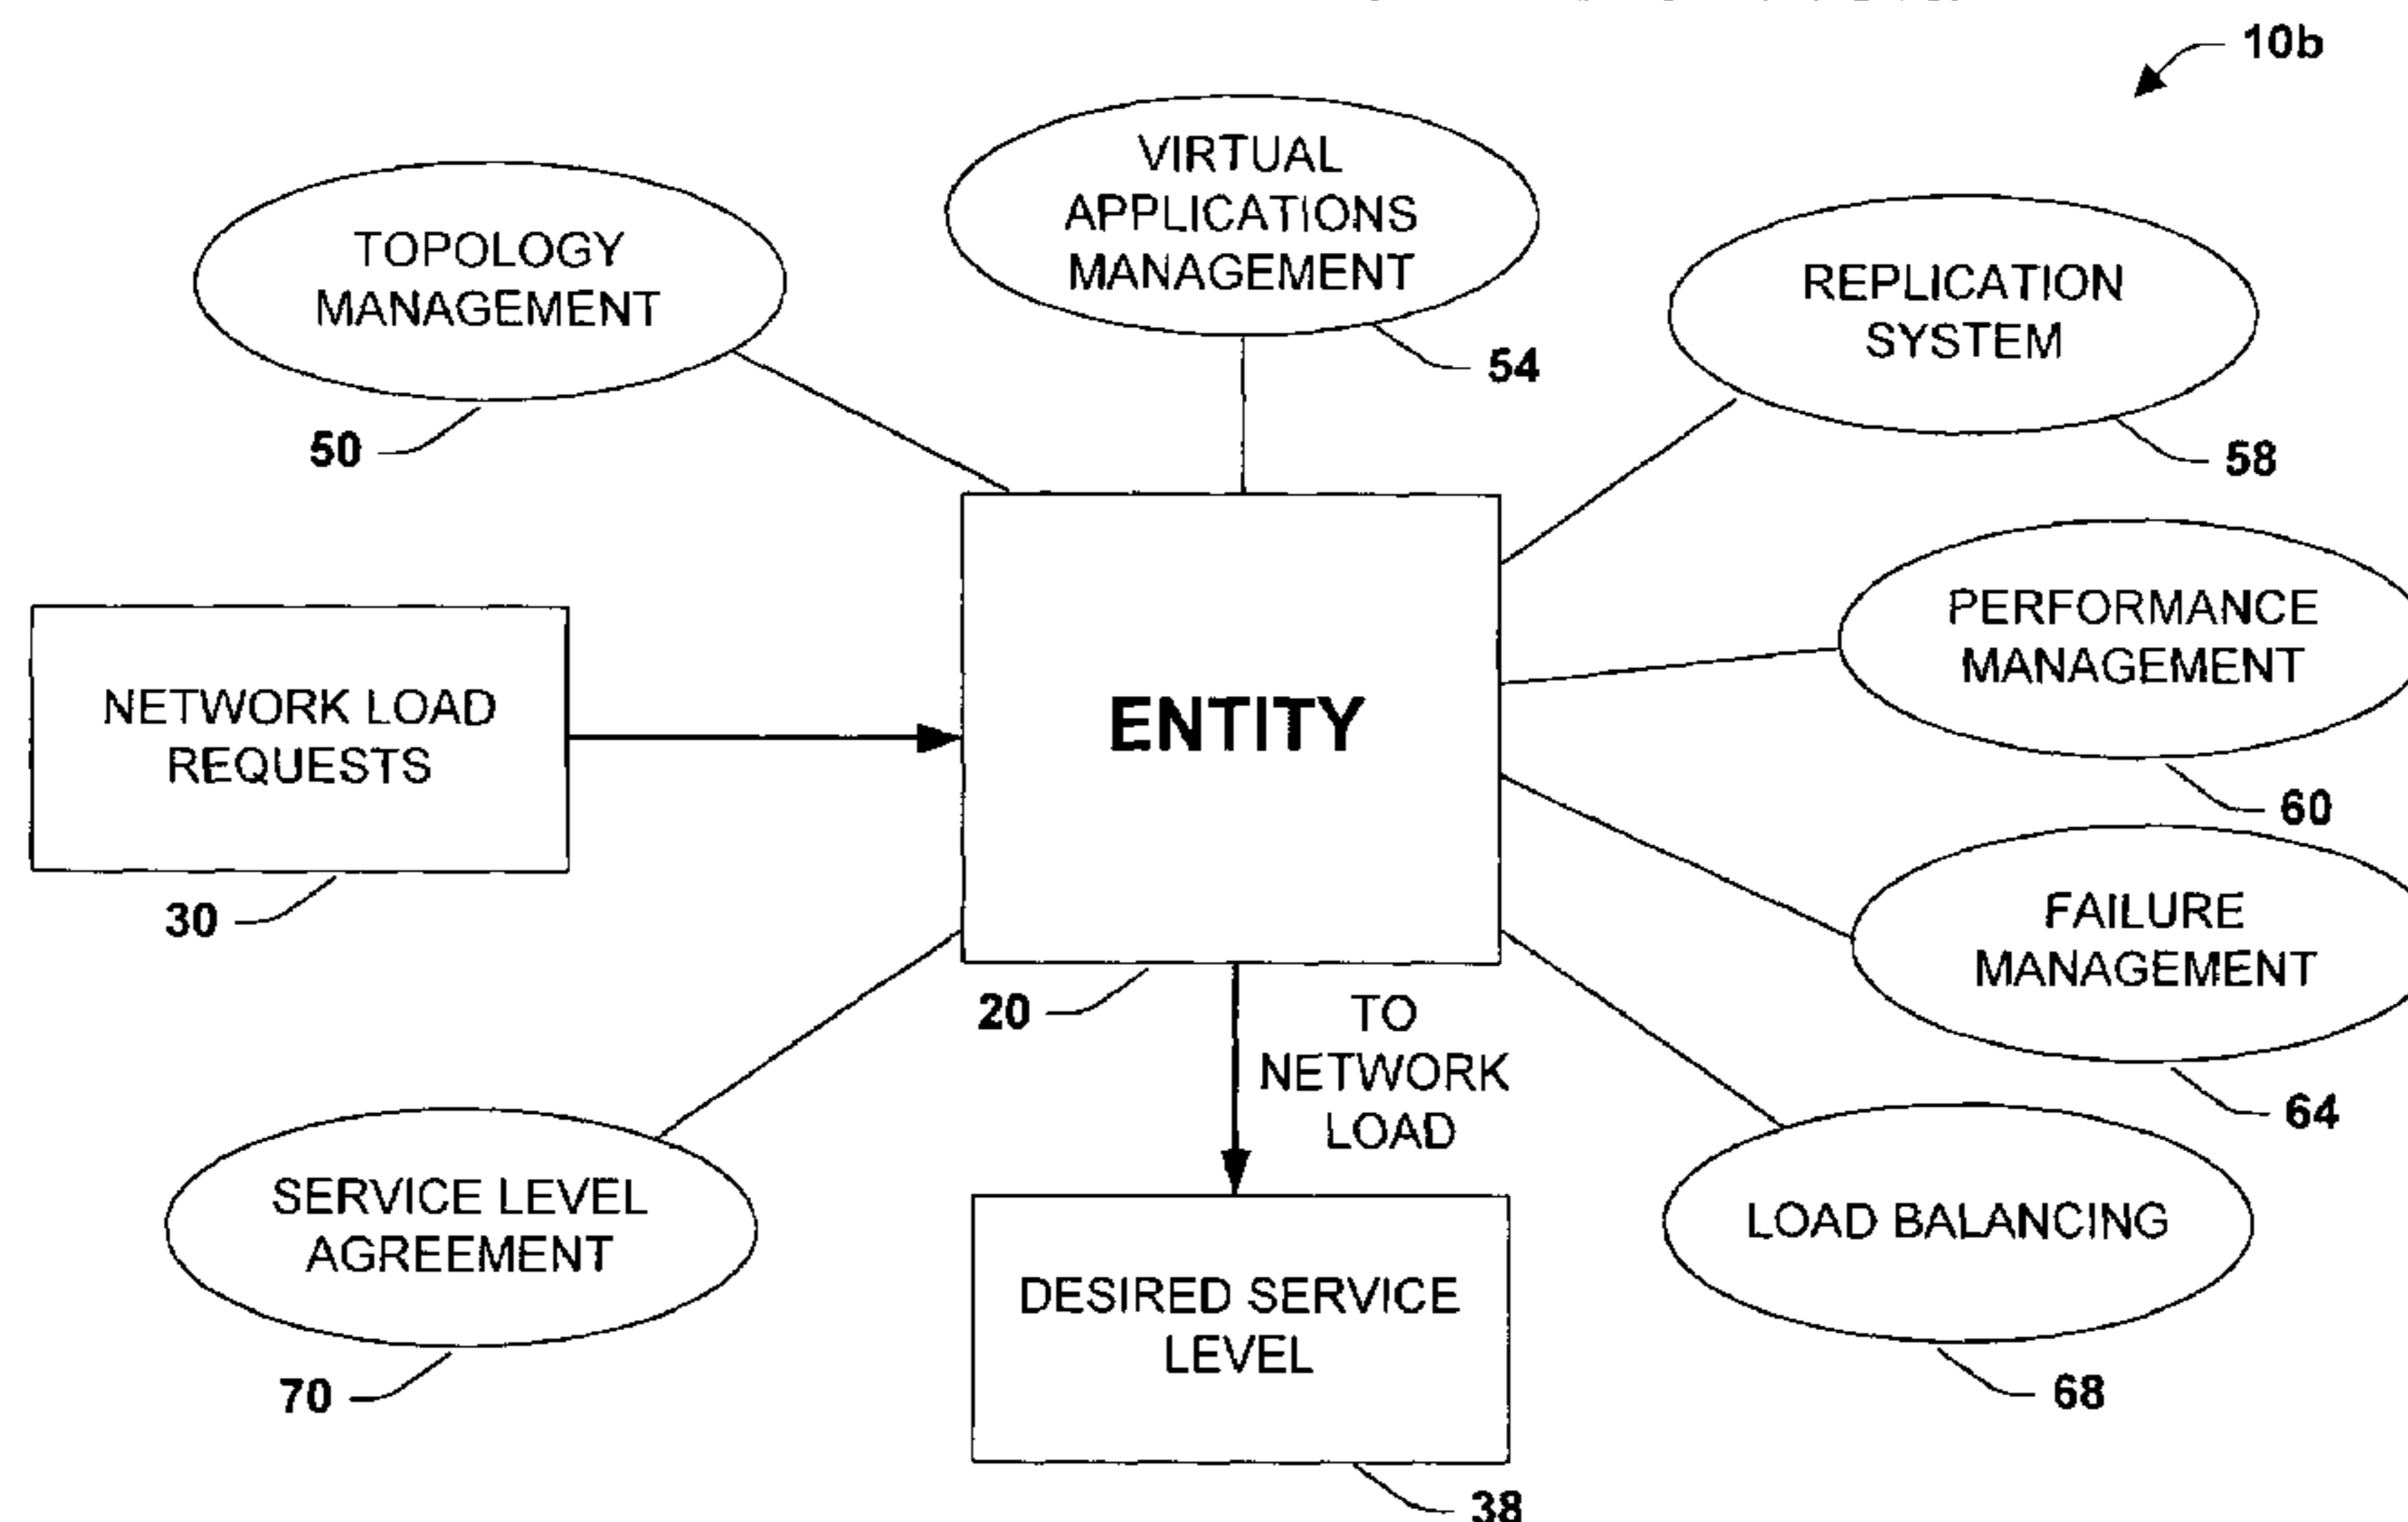 10b
VIRTUAL
APPLICATIONS
MANAGEMENT
54
TOPOLOGY
MANAGEMENT
50
REPLICATION
SYSTEM
58
NETWORK LOAD
REQUESTS
30
ENTITY
20
PERFORMANCE
MANAGEMENT
60
FAILURE
MANAGEMENT
64
TO
NETWORK
LOAD
SERVICE LEVEL
AGREEMENT
70
DESIRED SERVICE
LEVEL
38
LOAD BALANCING
68